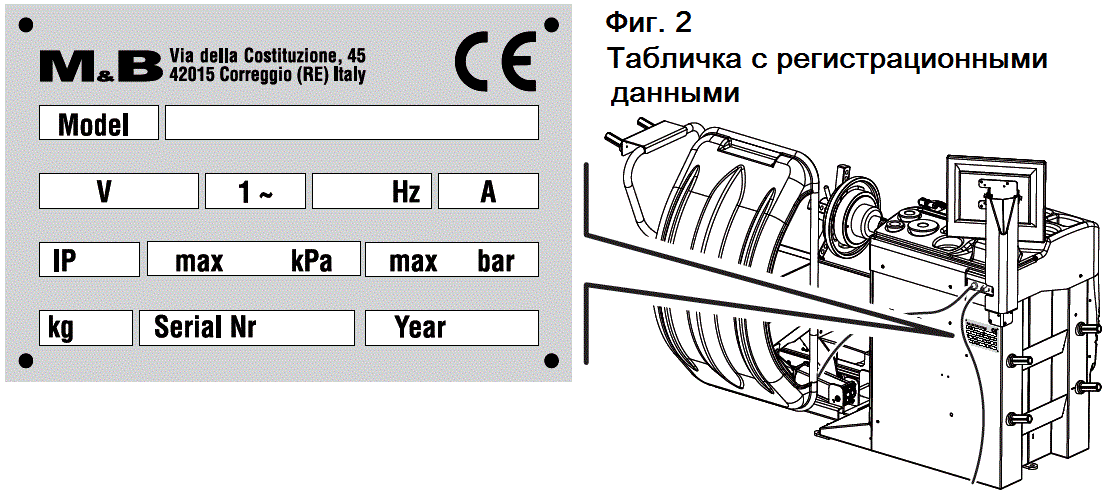 M&B Via della Costituzione, 45
42015 Correggio (RE) Italy
CE
Model
V 1~ Hz A
IP max kPa max bar
kg Serial Nr Year
Фиг. 2
Табличка с регистрационными
данными